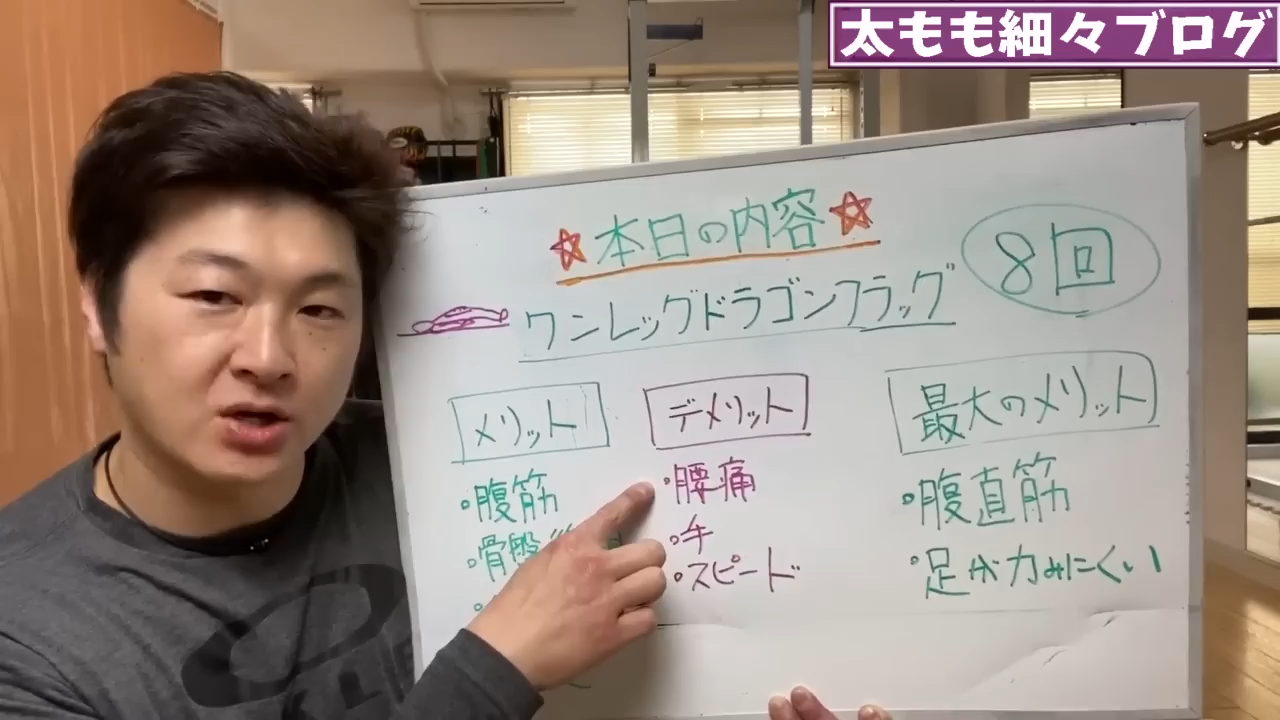 太もも細々ブログ
☆本日の内容☆
8回
ワンレッグドラゴンフラッグ
メリット
・腹筋
・骨盤
デメリット
・腰痛
・手
・スピード
最大のメリット
・腹直筋
・足が力みにくい